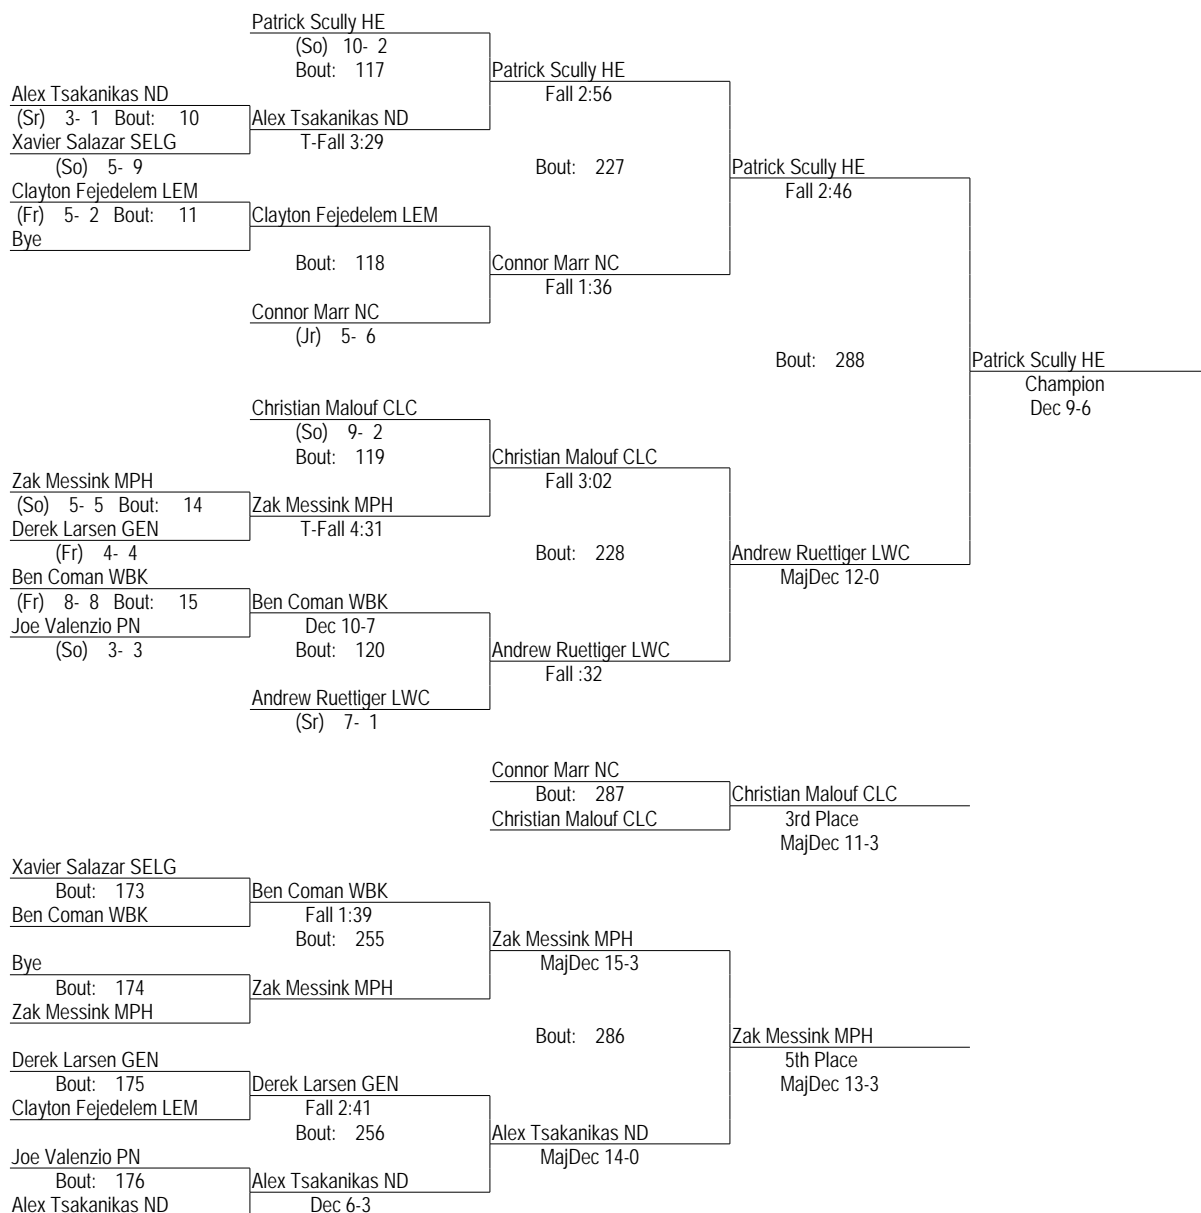 Patrick Scully HE
(So) 10- 2
Bout: 117
Patrick Scully HE
Fall 2:56
Alex Tsakanikas ND
(Sr) 3- 1 Bout: 10
Alex Tsakanikas ND
T-Fall 3:29
Xavier Salazar SELG
(So) 5- 9
Bout: 227
Patrick Scully HE
Fall 2:46
Clayton Fejedelem LEM
(Fr) 5- 2 Bout: 11
Clayton Fejedelem LEM
Bye
Bout: 118
Connor Marr NC
Fall 1:36
Connor Marr NC
(Jr) 5- 6
Bout: 288
Patrick Scully HE
Champion
Dec 9-6
Christian Malouf CLC
(So) 9- 2
Bout: 119
Christian Malouf CLC
Fall 3:02
Zak Messink MPH
(So) 5- 5 Bout: 14
Zak Messink MPH
T-Fall 4:31
Derek Larsen GEN
(Fr) 4- 4
Bout: 228
Andrew Ruettiger LWC
MajDec 12-0
Ben Coman WBK
(Fr) 8- 8 Bout: 15
Ben Coman WBK
Dec 10-7
Joe Valenzio PN
(So) 3- 3
Bout: 120
Andrew Ruettiger LWC
Fall :32
Andrew Ruettiger LWC
(Sr) 7- 1
Connor Marr NC
Bout: 287
Christian Malouf CLC
Christian Malouf CLC
3rd Place
MajDec 11-3
Xavier Salazar SELG
Bout: 173
Ben Coman WBK
Ben Coman WBK
Fall 1:39
Bout: 255
Zak Messink MPH
MajDec 15-3
Bye
Bout: 174
Zak Messink MPH
Zak Messink MPH
Bout: 286
Zak Messink MPH
5th Place
MajDec 13-3
Derek Larsen GEN
Bout: 175
Clayton Fejedelem LEM
Derek Larsen GEN
Fall 2:41
Bout: 256
Alex Tsakanikas ND
MajDec 14-0
Joe Valenzio PN
Bout: 176
Alex Tsakanikas ND
Alex Tsakanikas ND
Dec 6-3